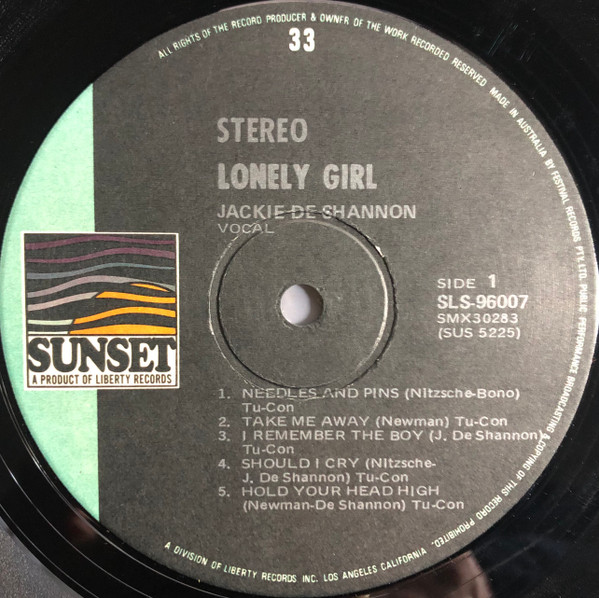 ALL RIGHTS OF THE RECORD PRODUCER & OWNER OF THE WORK RECORDED RESERVED MADE IN AUSTRALIA BY FESTIVAL RECORDS PTY. LTD. PUBLIC PERFORMANCE BROADCASTING & COPYING OF THIS RECORD PROHIBITED.
33
STEREO
LONELY GIRL
JACKIE DE SHANNON
VOCAL
SIDE 1
SLS-96007
SMX30283
(SUS 5225)
SUNSET
A PRODUCT OF LIBERTY RECORDS
1. NEEDLES AND PINS (Nitzsche-Bono)
Tu-Con
2. TAKE ME AWAY (Newman) Tu-Con
3. I REMEMBER THE BOY (J. De Shannon)
Tu-Con
4. SHOULD I CRY (Nitzsche-
J. De Shannon) Tu-Con
5. HOLD YOUR HEAD HIGH
(Newman-De Shannon) Tu-Con
A DIVISION OF LIBERTY RECORDS INC. LOS ANGELES CALIFORNIA